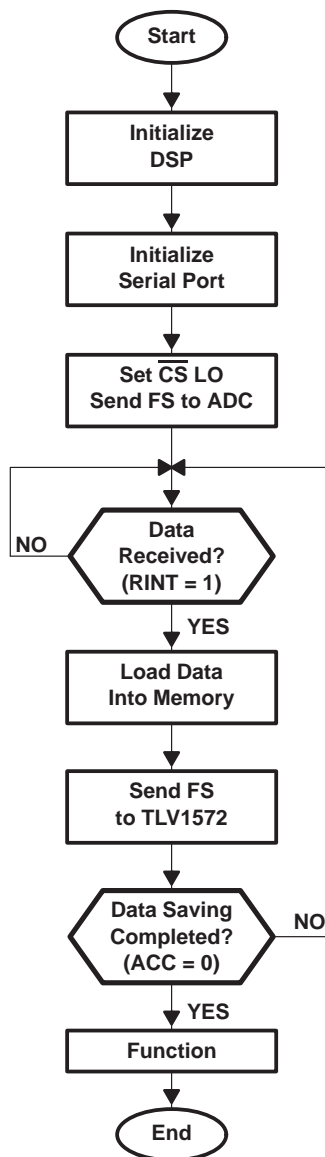 Start
Initialize
DSP
Initialize
Serial Port
Set C̅S̅ LO
Send FS to ADC
NO
Data
Received?
(RINT = 1)
YES
Load Data
Into Memory
Send FS
to TLV1572
Data Saving
Completed?
(ACC = 0)
NO
YES
Function
End